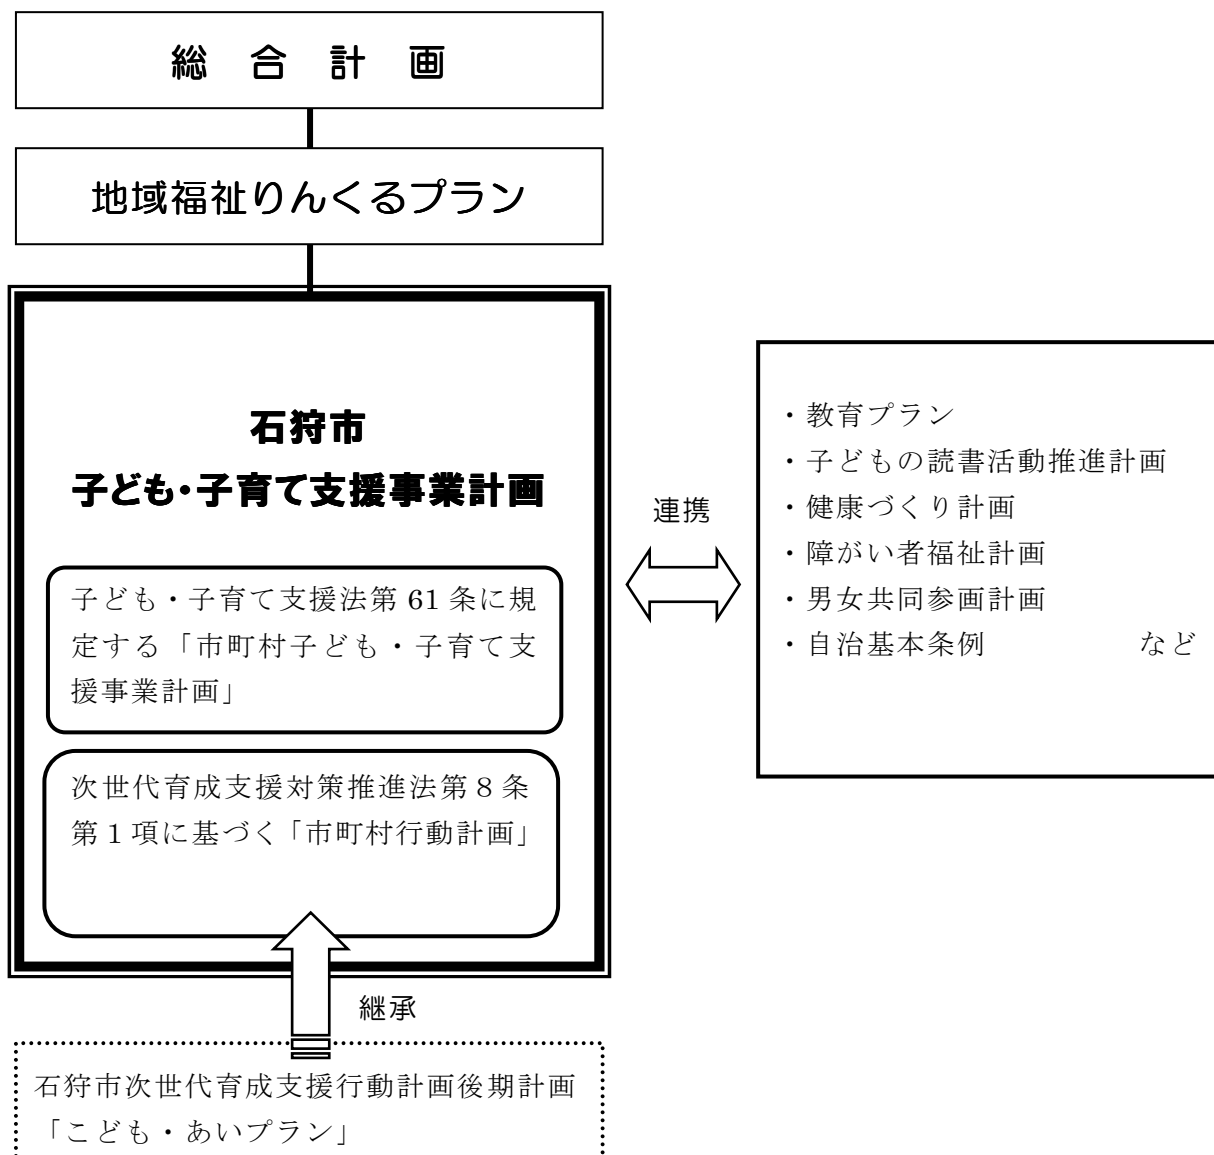 総 合 計 画
地域福祉りんくるプラン
石狩市
子ども・子育て支援事業計画
子ども・子育て支援法第 61 条に規
定する「市町村子ども・子育て支
援事業計画」
次世代育成支援対策推進法第８条
第１項に基づく「市町村行動計画」
連携
・教育プラン
・子どもの読書活動推進計画
・健康づくり計画
・障がい者福祉計画
・男女共同参画計画
・自治基本条例 など
継承
石狩市次世代育成支援行動計画後期計画
「こども・あいプラン」